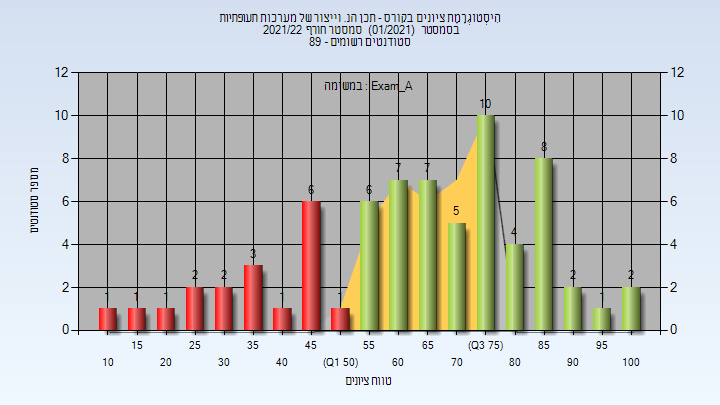 היסטוגרמת ציונים בקורס - תכן הנ. וייצור של מערכות תעופתיות
בסמסטר (01/2021) סמסטר חורף 2021/22
סטודנטים רשומים - 89
במשימה : Exam_A
מספר סטודנטים
12 10 8 6 4 2 0
12 10 8 6 4 2 0
1 1 1 2 2 3 1 6 1 6 7 7 5 10 4 8 2 1 2
15 25 35 45 55 65 (Q3 75) 85 95
10 20 30 40 (Q1 50) 60 70 80 90 100
טווח ציונים